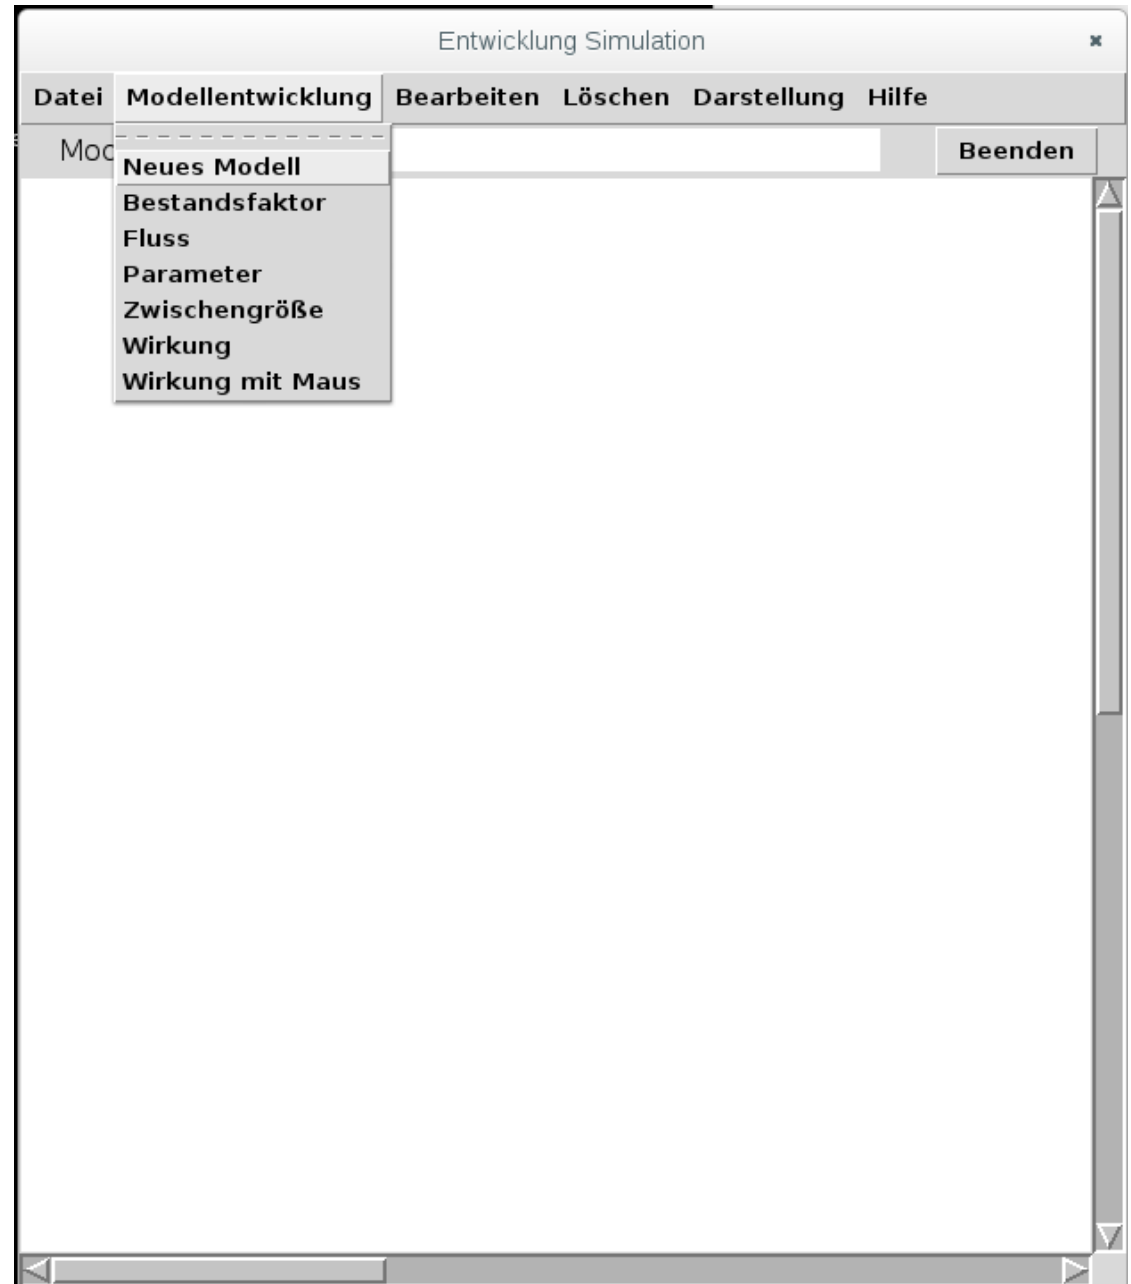 Entwicklung Simulation
Datei Modellentwicklung Bearbeiten Löschen Darstellung Hilfe
Beenden
Neues Modell
Bestandsfaktor
Fluss
Parameter
Zwischengröße
Wirkung
Wirkung mit Maus